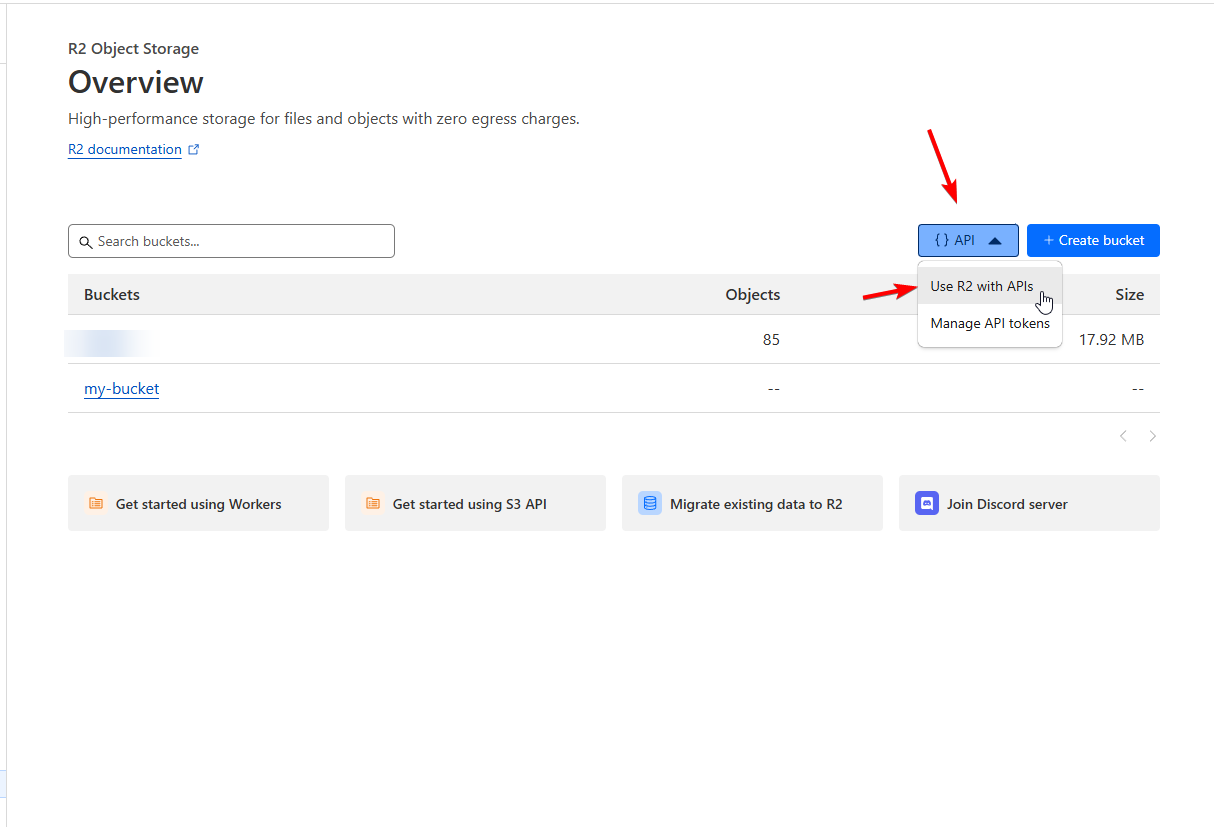 R2 Object Storage
Overview
High-performance storage for files and objects with zero egress charges.
R2 documentation
Search buckets...
{ } API
+ Create bucket
Buckets
Objects
Size
Use R2 with APIs
Manage API tokens
85
17.92 MB
my-bucket
--
--
Get started using Workers
Get started using S3 API
Migrate existing data to R2
Join Discord server